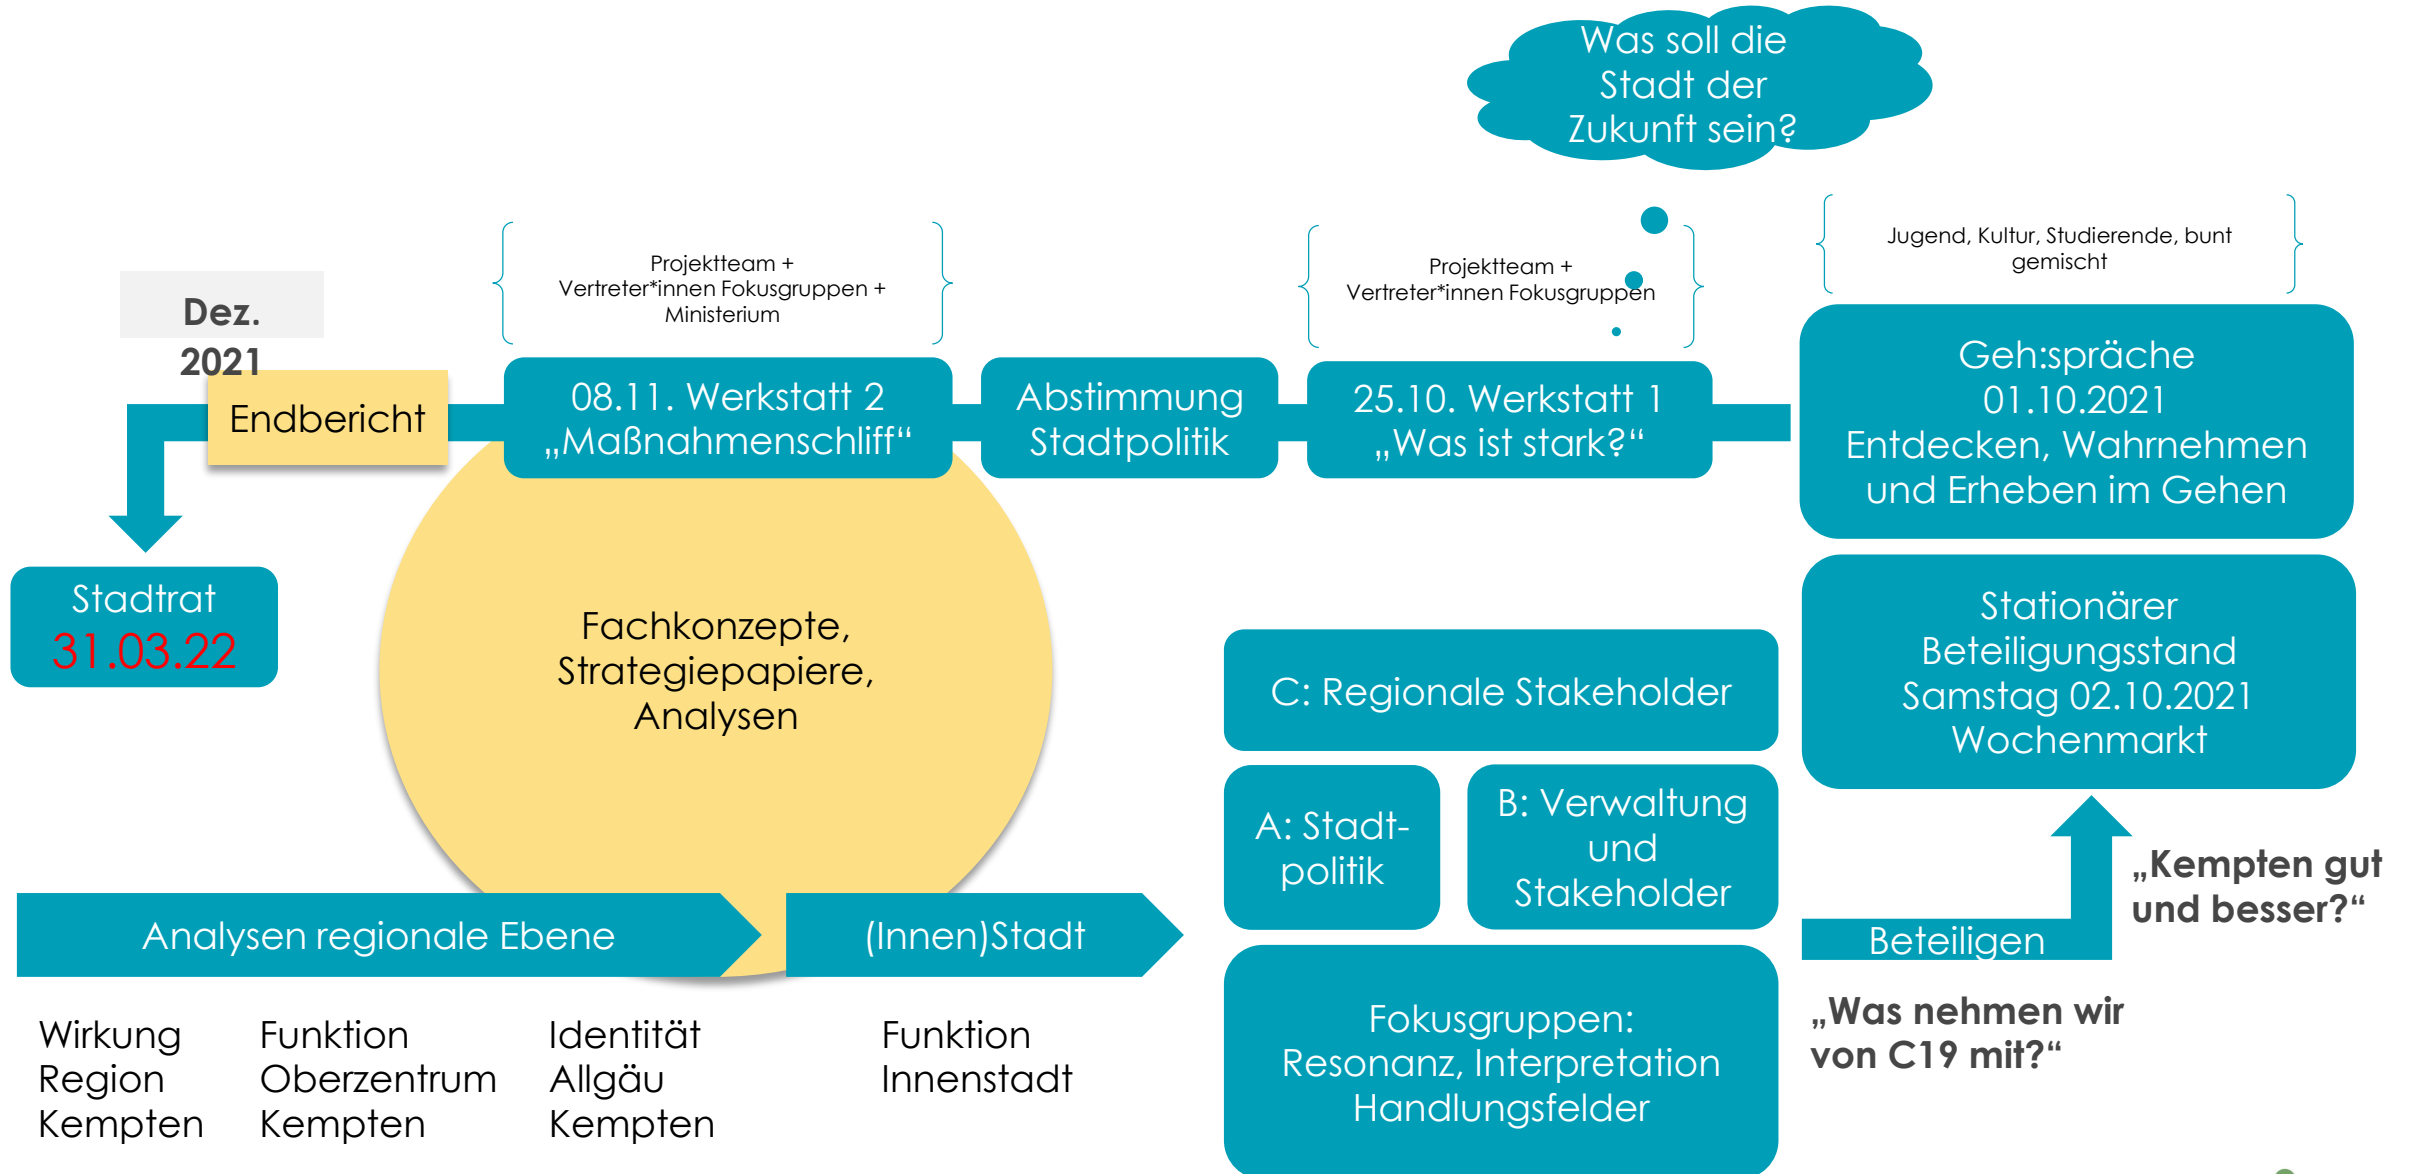 Was soll die
Stadt der
Zukunft sein?
Jugend, Kultur, Studierende, bunt
gemischt
Projektteam +
Vertreter*innen Fokusgruppen +
Ministerium
Projektteam +
Vertreter*innen Fokusgruppen
Dez.
2021
Endbericht
08.11. Werkstatt 2
„Maßnahmenschliff“
Abstimmung
Stadtpolitik
25.10. Werkstatt 1
„Was ist stark?“
Geh:spräche
01.10.2021
Entdecken, Wahrnehmen
und Erheben im Gehen
Stadtrat
31.03.22
Fachkonzepte,
Strategiepapiere,
Analysen
Stationärer
Beteiligungsstand
Samstag 02.10.2021
Wochenmarkt
C: Regionale Stakeholder
A: Stadt-
politik
B: Verwaltung
und
Stakeholder
„Kempten gut
und besser?“
Beteiligen
Analysen regionale Ebene
(Innen)Stadt
„Was nehmen wir
von C19 mit?“
Fokusgruppen:
Resonanz, Interpretation
Handlungsfelder
Wirkung
Region
Kempten
Funktion
Oberzentrum
Kempten
Identität
Allgäu
Kempten
Funktion
Innenstadt